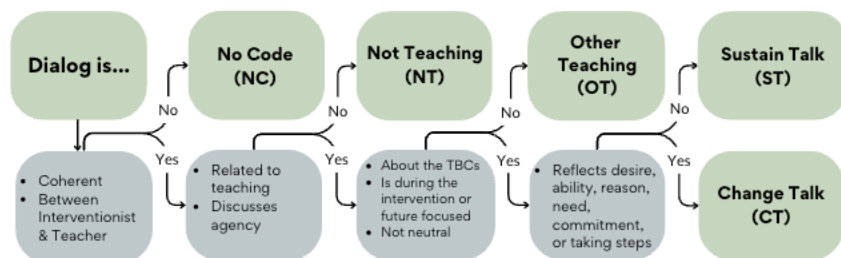 Dialog is...
No Code
(NC)
Not Teaching
(NT)
Other
Teaching
(OT)
Sustain Talk
(ST)
No
No
No
No
Yes
Yes
Yes
Yes
• Coherent
• Between
Interventionist
& Teacher
• Related to
teaching
• Discusses
agency
• About the TBCs
• Is during the
intervention or
future focused
• Not neutral
• Reflects desire,
ability, reason,
need,
commitment,
or taking steps
Change Talk
(CT)